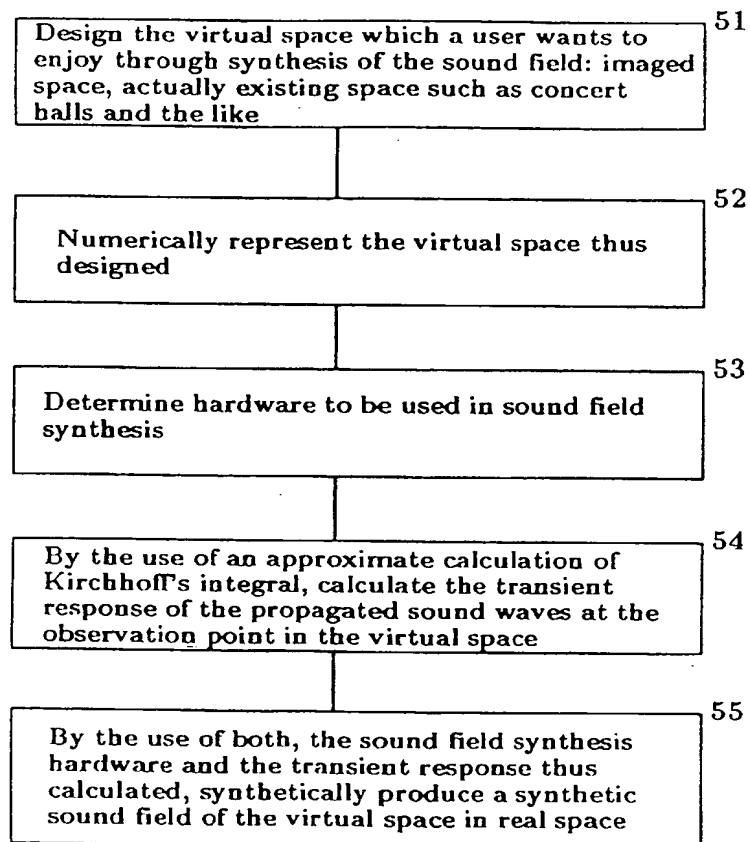 51
Design the virtual space which a user wants to
enjoy through synthesis of the sound field: imaged
space, actually existing space such as concert
halls and the like
52
Numerically represent the virtual space thus
designed
53
Determine hardware to be used in sound field
synthesis
54
By the use of an approximate calculation of
Kirchhoff's integral, calculate the transient
response of the propagated sound waves at the
observation point in the virtual space
55
By the use of both, the sound field synthesis
hardware and the transient response thus
calculated, synthetically produce a synthetic
sound field of the virtual space in real space